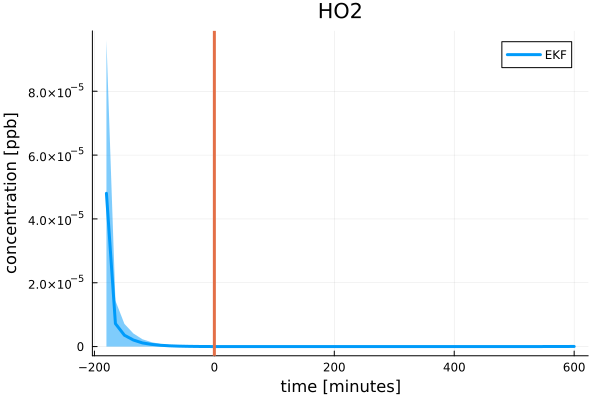 HO2
EKF
concentration [ppb]
8.0×10⁻⁵
6.0×10⁻⁵
4.0×10⁻⁵
2.0×10⁻⁵
0
−200 0 200 400 600
time [minutes]